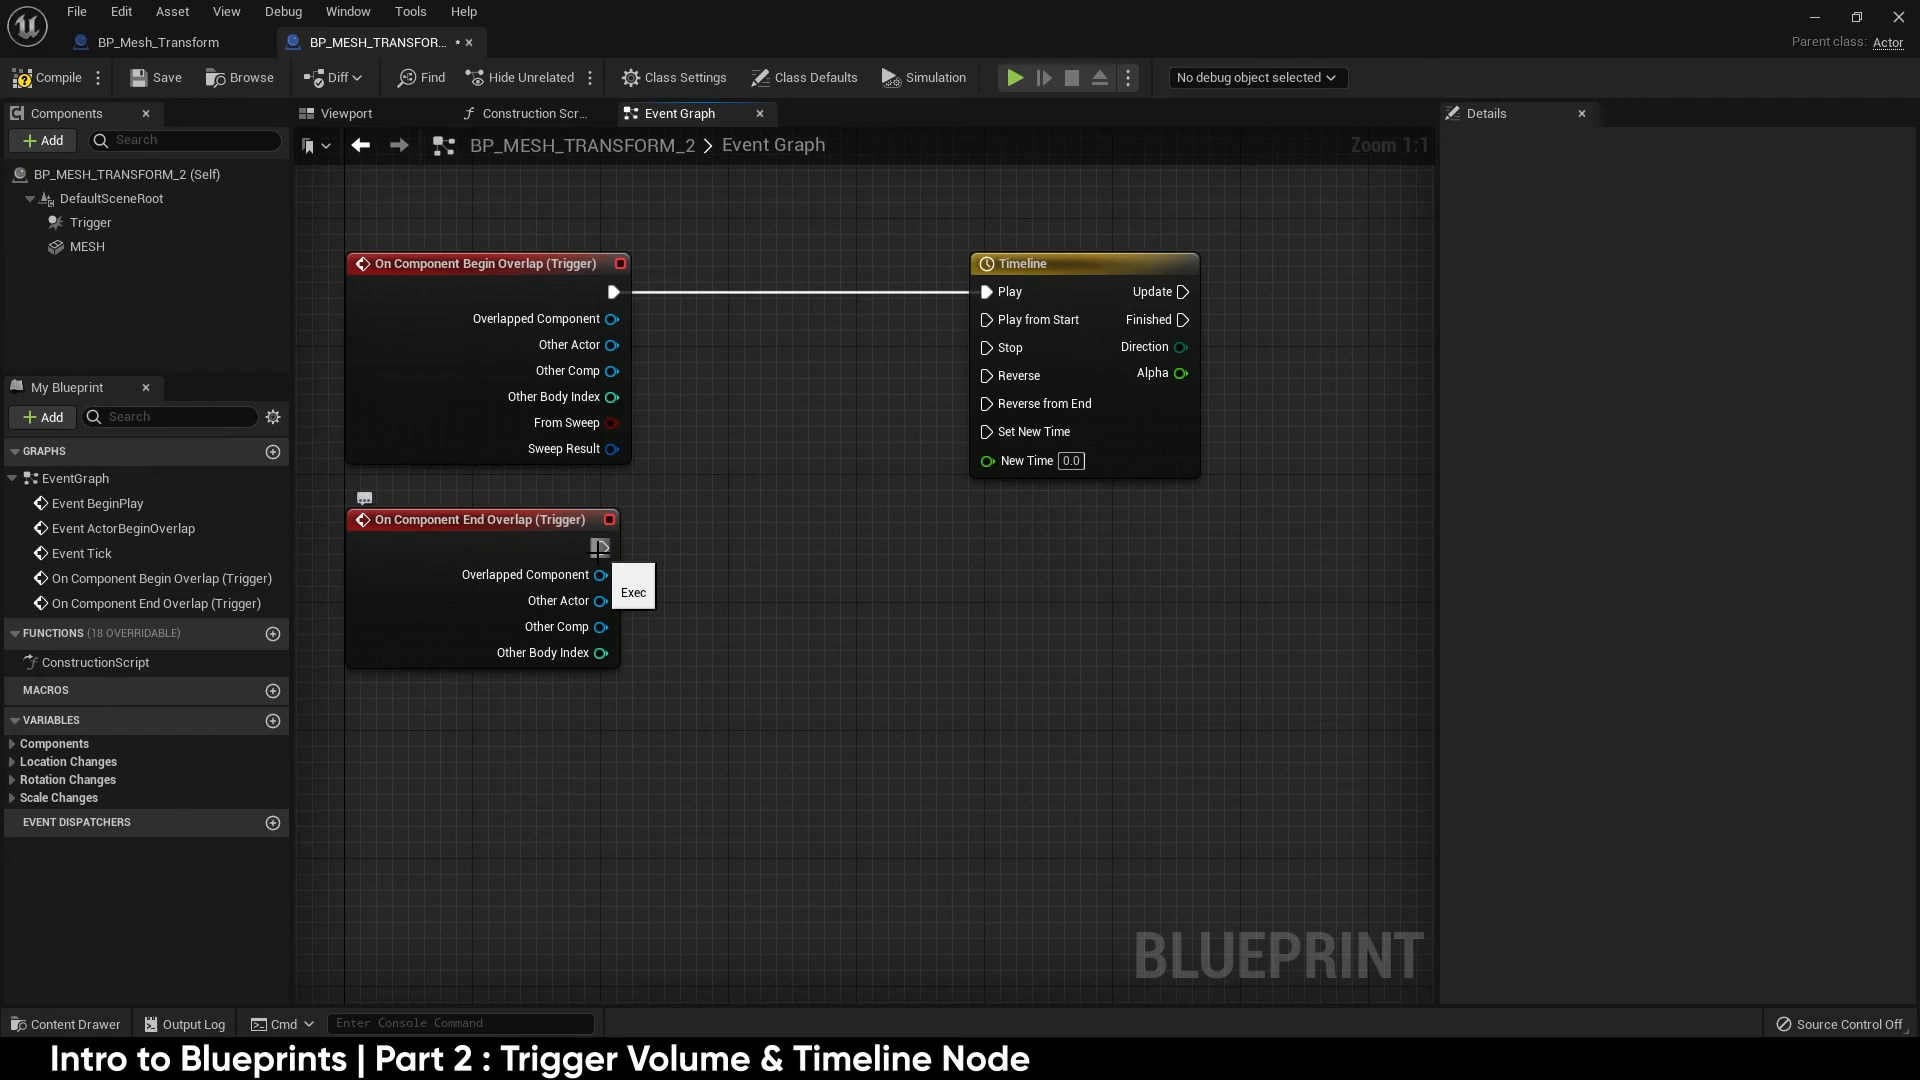 File Edit Asset View Debug Window Tools Help
BP_Mesh_Transform BP_MESH_TRANSFOR... *
Parent class: Actor
Compile Save Browse Diff Find Hide Unrelated Class Settings Class Defaults Simulation No debug object selected
Components
Viewport Construction Scr... Event Graph
Details
Add Search
BP_MESH_TRANSFORM_2 > Event Graph
Zoom 1:1
BP_MESH_TRANSFORM_2 (Self)
DefaultSceneRoot
Trigger
MESH
My Blueprint
Add Search
GRAPHS
EventGraph
Event BeginPlay
Event ActorBeginOverlap
Event Tick
On Component Begin Overlap (Trigger)
On Component End Overlap (Trigger)
FUNCTIONS (18 OVERRIDABLE)
ConstructionScript
MACROS
VARIABLES
Components
Location Changes
Rotation Changes
Scale Changes
EVENT DISPATCHERS
On Component Begin Overlap (Trigger)
Overlapped Component
Other Actor
Other Comp
Other Body Index
From Sweep
Sweep Result
On Component End Overlap (Trigger)
Overlapped Component
Other Actor
Other Comp
Other Body Index
Exec
Timeline
Play Update
Play from Start Finished
Stop Direction
Reverse Alpha
Reverse from End
Set New Time
New Time 0.0
BLUEPRINT
Content Drawer Output Log Cmd Enter Console Command
Source Control Off
Intro to Blueprints | Part 2 : Trigger Volume & Timeline Node